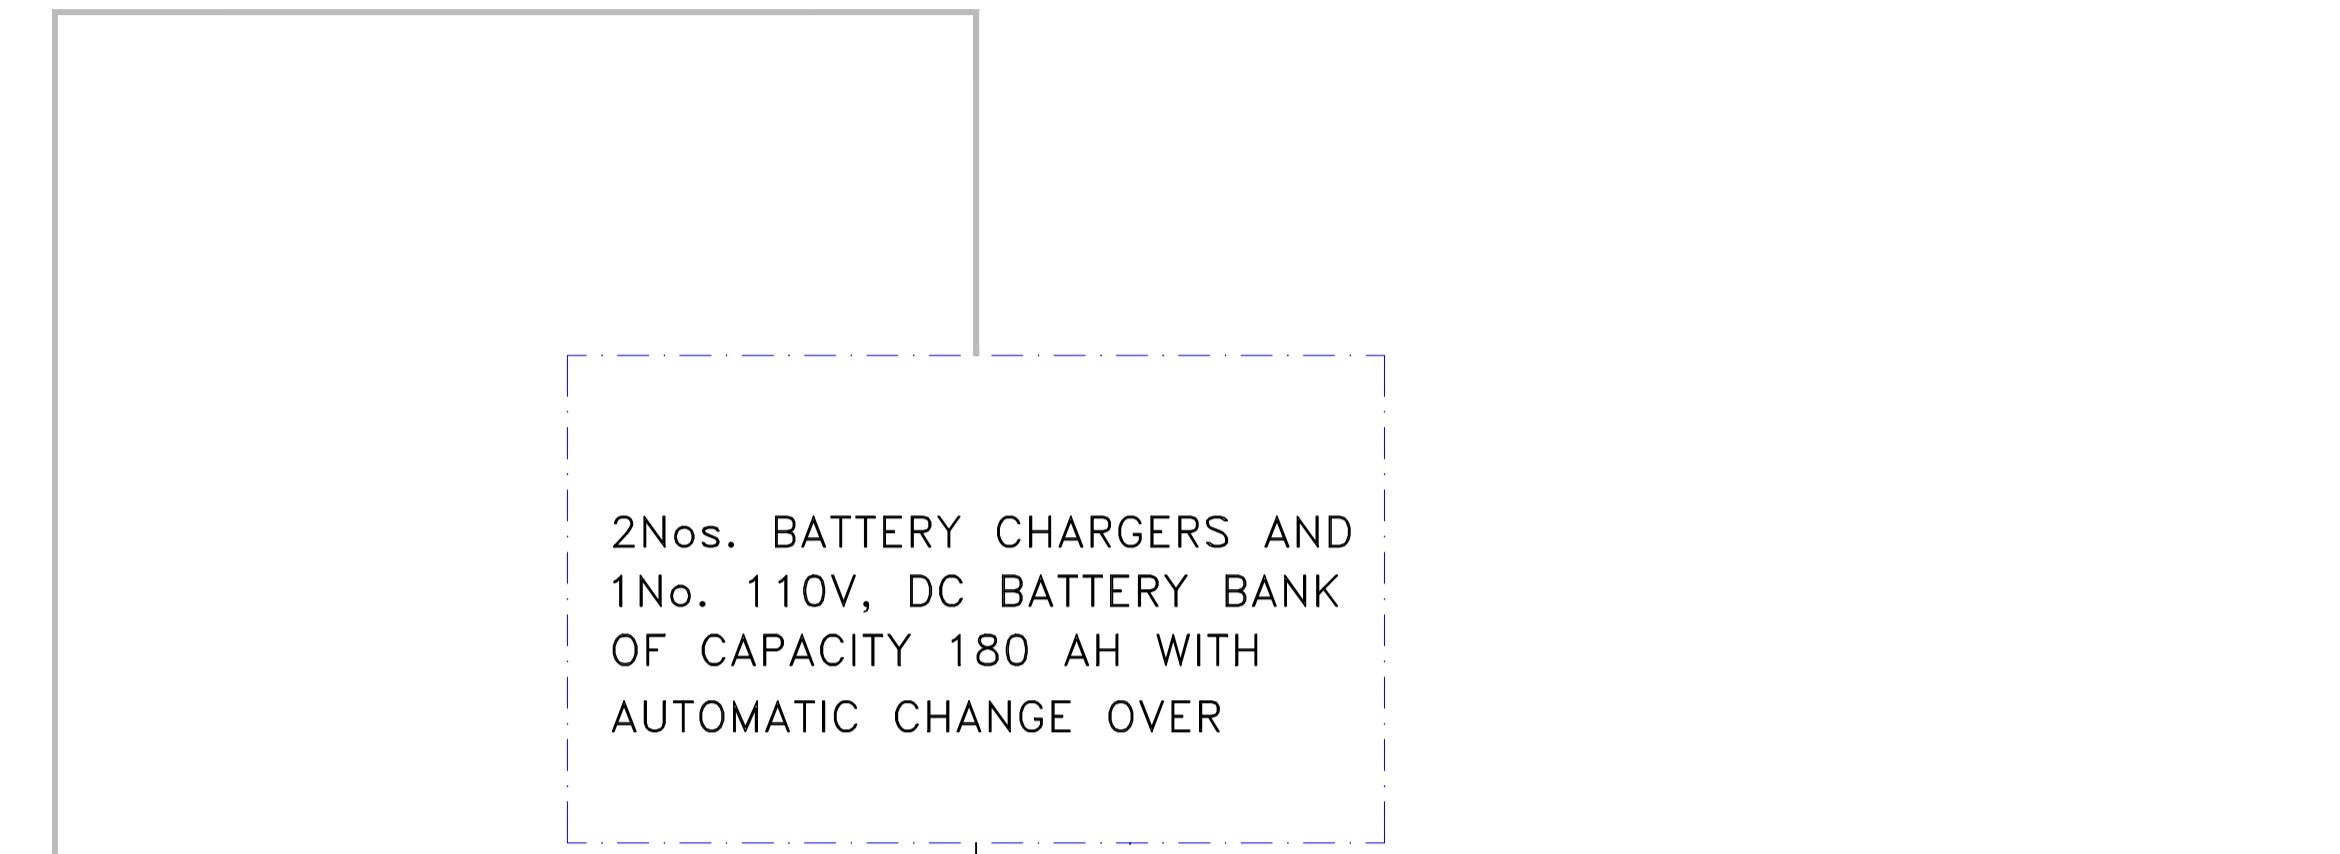 2Nos. BATTERY CHARGERS AND
1No. 110V, DC BATTERY BANK
OF CAPACITY 180 AH WITH
AUTOMATIC CHANGE OVER